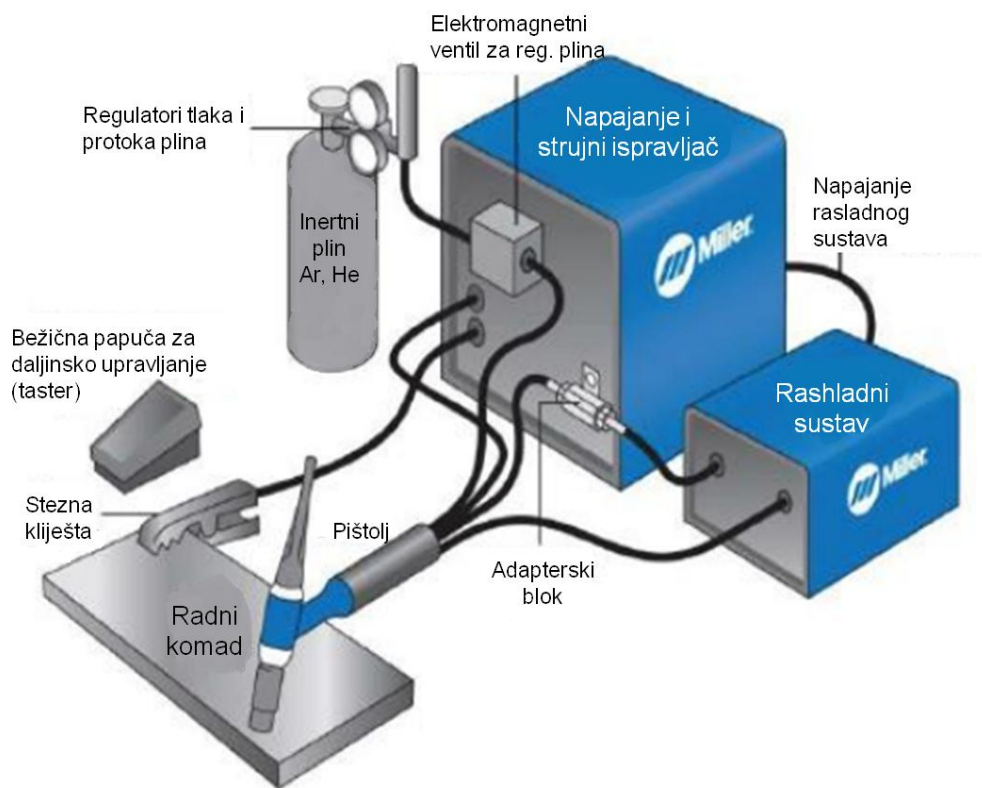 Elektromagnetni
ventil za reg. plina
Regulatori tlaka i
protoka plina
Napajanje i
strujni ispravljač
Napajanje
rasladnog
sustava
Inertni
plin
Ar, He
Miller
Bežična papuča za
daljinsko upravljanje
(taster)
Rashladni
sustav
Miller
Stezna
kliješta
Pištolj
Adapterski
blok
Radni
komad